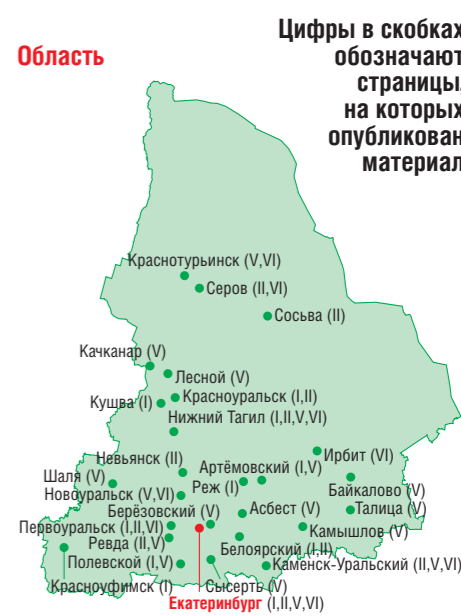 Область
Цифры в скобках
обозначают
страницы,
на которых
опубликован
материал
Краснотурьинск (V,VI)
Серов (II,VI)
Сосьва (II)
Качканар (V)
Лесной (V)
Красноуральск (I,II)
Кушва (I)
Нижний Тагил (I,II,V,VI)
Ирбит (VI)
Невьянск (II)
Артёмовский (I,V)
Шаля (V)
Реж (I)
Байкалово (V)
Новоуральск (V,VI)
Берёзовский (V)
Асбест (V)
Талица (V)
Первоуральск (I,II,VI)
Камышлов (V)
Ревда (II,V)
Белоярский (I,II)
Полевской (I,V)
Каменск-Уральский (II,V,VI)
Красноуфимск (I)
Сысерть (V)
Екатеринбург (I,II,V,VI)